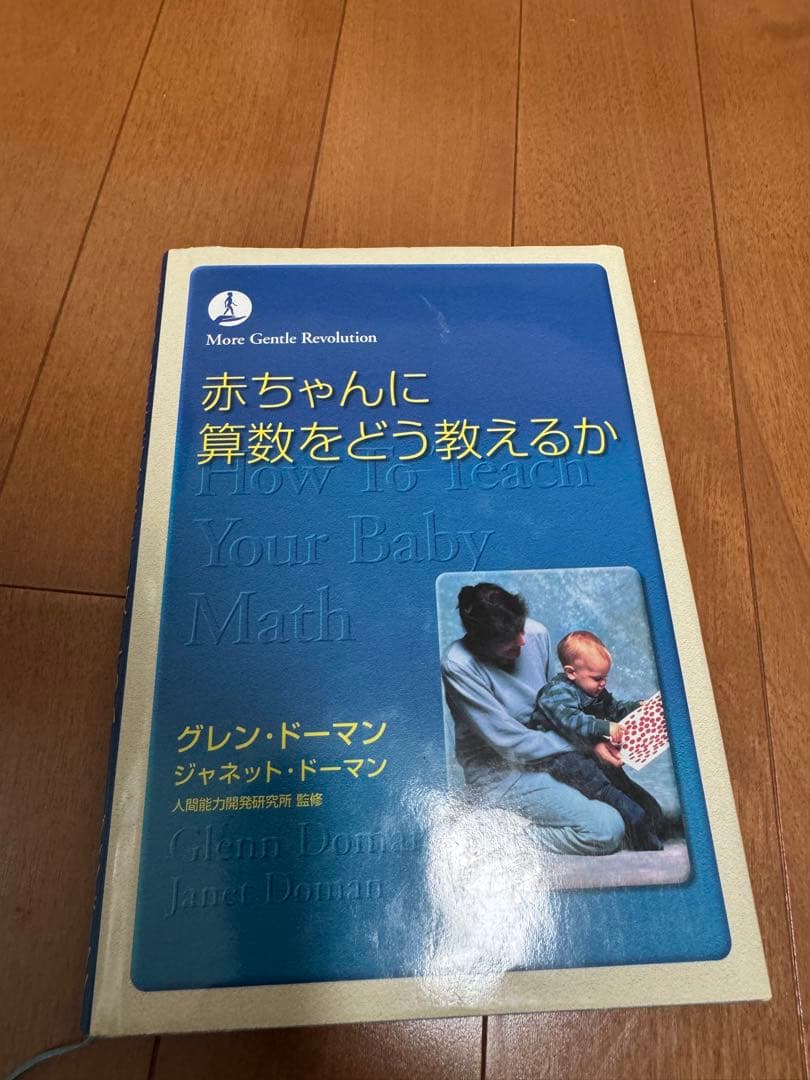 More Gentle Revolution
赤ちゃんに
算数をどう教えるか
How To Teach
Your Baby
Math
グレン・ドーマン
ジャネット・ドーマン
人間能力開発研究所 監修
Glenn Doman
Janet Doman